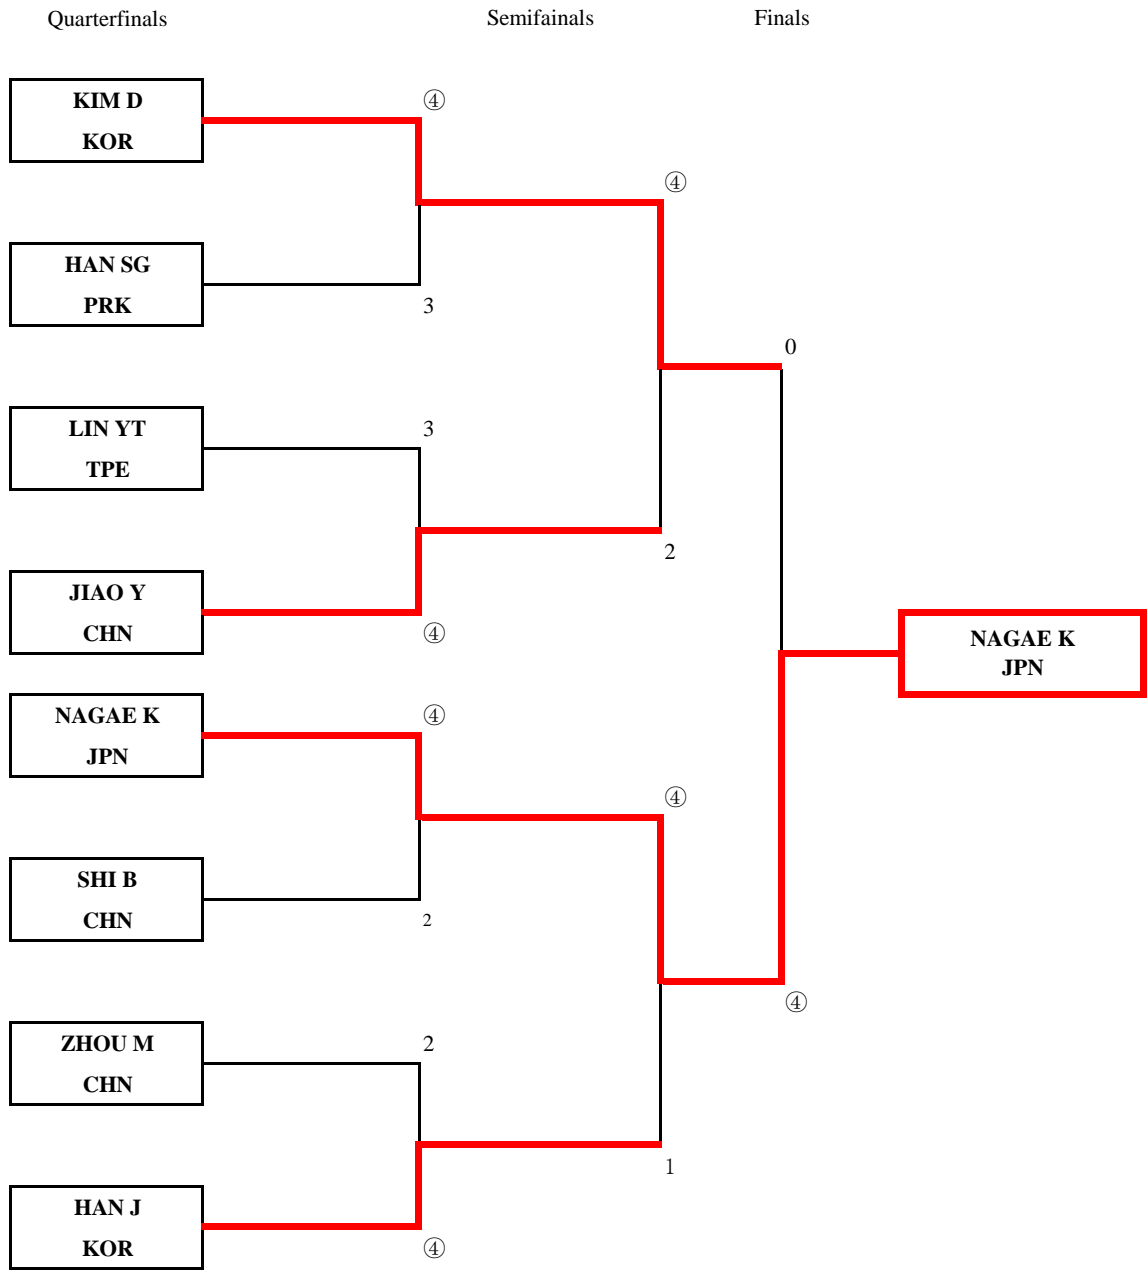 Quarterfinals
Semifainals
Finals
KIM D
KOR
④
④
HAN SG
PRK
3
0
LIN YT
TPE
3
2
JIAO Y
CHN
④
NAGAE K
JPN
NAGAE K
JPN
④
④
SHI B
CHN
2
④
ZHOU M
CHN
2
1
HAN J
KOR
④